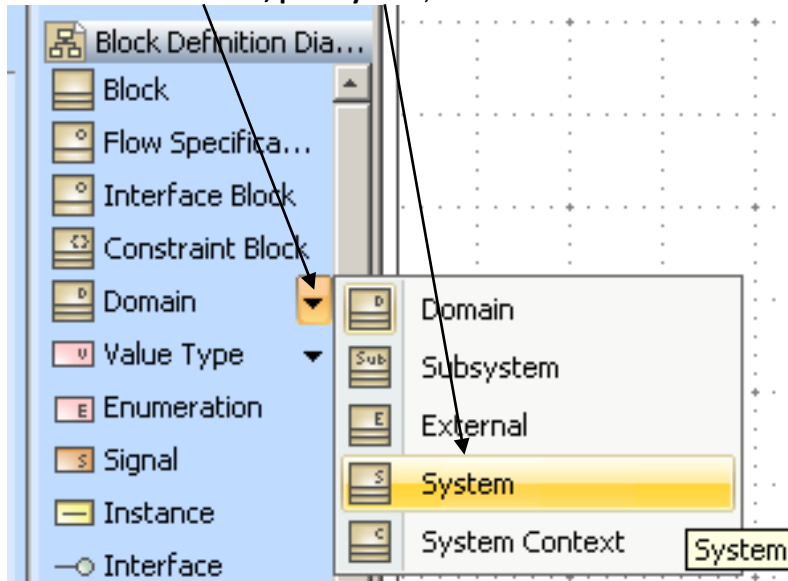 Block Definition Dia...
Block
Flow Specifica...
Interface Block
Constraint Block
Domain
Value Type
Enumeration
Signal
Instance
Interface
Domain
Subsystem
External
System
System Context
System